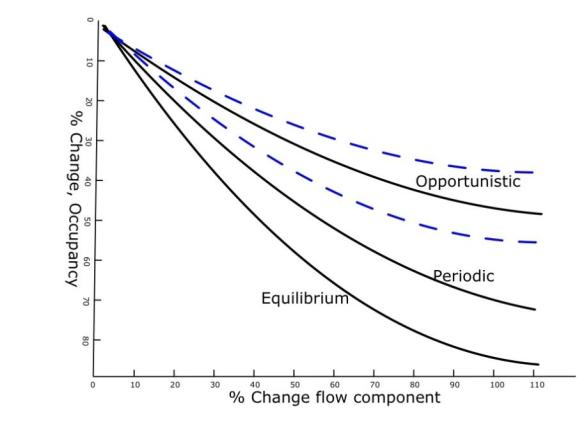 0
10
20
30
40
50
60
70
80
% Change, Occupancy
Opportunistic
Periodic
Equilibrium
0 10 20 30 40 50 60 70 80 90 100 110
% Change flow component